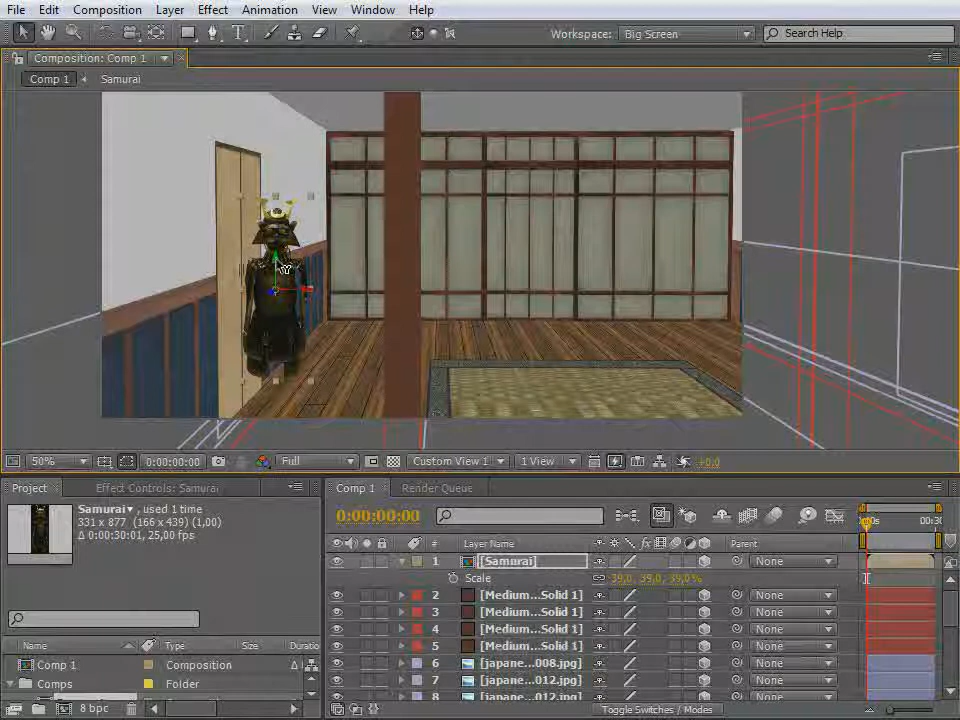 File Edit Composition Layer Effect Animation View Window Help
Workspace: Big Screen Search Help
Composition: Comp 1
Comp 1 Samurai
50% 0:00:00:00 Full Custom View 1 1 View +0,0
Project Effect Controls: Samurai
Samurai, used 1 time
331 x 877 (166 x 439) (1,00)
Δ 0:00:30:01, 25,00 fps
Name Type Size Duratio
Comp 1 Composition
Comps Folder
8 bpc
Comp 1 Render Queue
0:00:00:00
# Layer Name Parent
1 [Samurai] None
Scale 39,0, 39,0, 39,0%
2 [Medium...Solid 1] None
3 [Medium...Solid 1] None
4 [Medium...Solid 1] None
5 [Medium...Solid 1] None
6 [japane...008.jpg] None
7 [japane...012.jpg] None
8 [japane...012.jpg] None
Toggle Switches / Modes